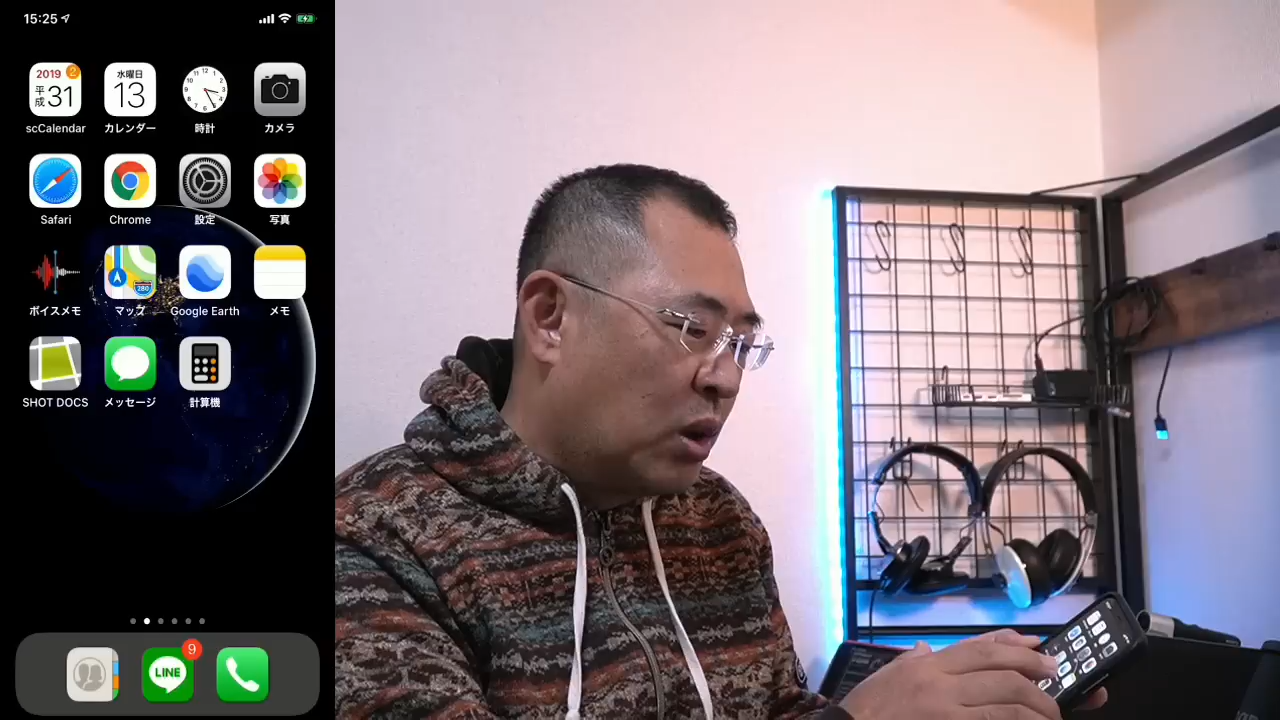 15:25
2019 2
平成 31
scCalendar
水曜日
13
カレンダー
時計
カメラ
Safari
Chrome
設定
写真
ボイスメモ
280
マップ
Google Earth
メモ
SHOT DOCS
メッセージ
計算機
LINE
9